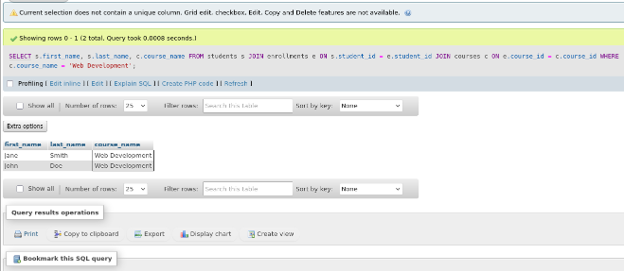 Current selection does not contain a unique column. Grid edit, checkbox, Edit, Copy and Delete features are not available.
Showing rows 0 - 1 (2 total, Query took 0.0008 seconds.)
SELECT s.first_name, s.last_name, c.course_name FROM students s JOIN enrollments e ON s.student_id = e.student_id JOIN courses c ON e.course_id = c.course_id WHERE
c.course_name = 'Web Development';
Profiling [ Edit inline ] [ Edit ] [ Explain SQL ] [ Create PHP code ] [ Refresh ]
Show all Number of rows: 25 Filter rows: Search this table Sort by key: None
Extra options
first_name last_name course_name
Jane Smith Web Development
John Doe Web Development
Show all Number of rows: 25 Filter rows: Search this table Sort by key: None
Query results operations
Print Copy to clipboard Export Display chart Create view
Bookmark this SQL query